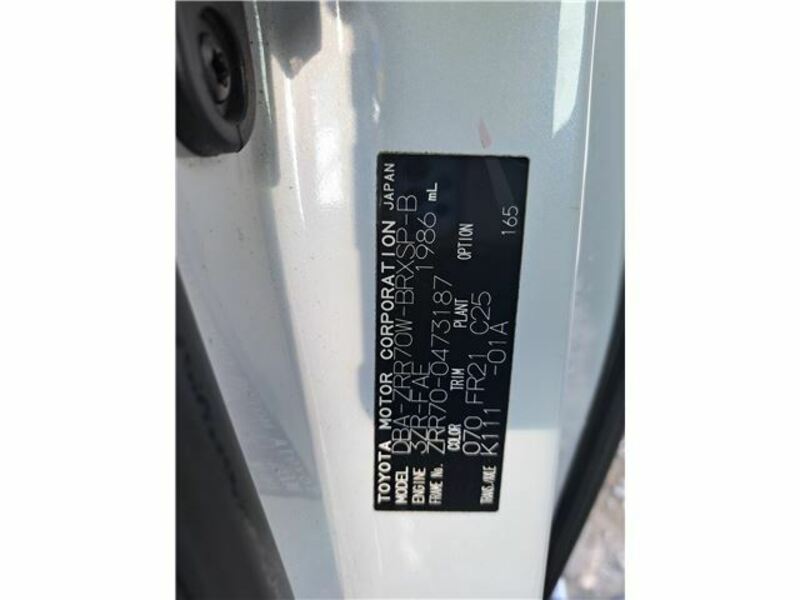 TOYOTA MOTOR CORPORATION JAPAN
MODEL DBA-ZRR70W-BRXSP-B
ENGINE 3ZR-FAE 1986 mL
FRAME No. ZRR70-0473187
COLOR TRIM PLANT OPTION
070 FR21 C25
TRANS./AXLE K111 -01A 165